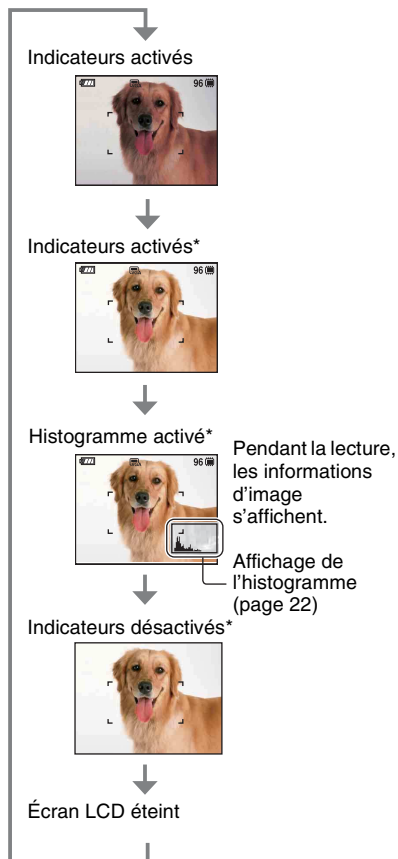 Indicateurs activés
96
Indicateurs activés*
96
Histogramme activé*
96
Pendant la lecture,
les informations
d'image
s'affichent.
Affichage de
l'histogramme
(page 22)
Indicateurs désactivés*
Écran LCD éteint